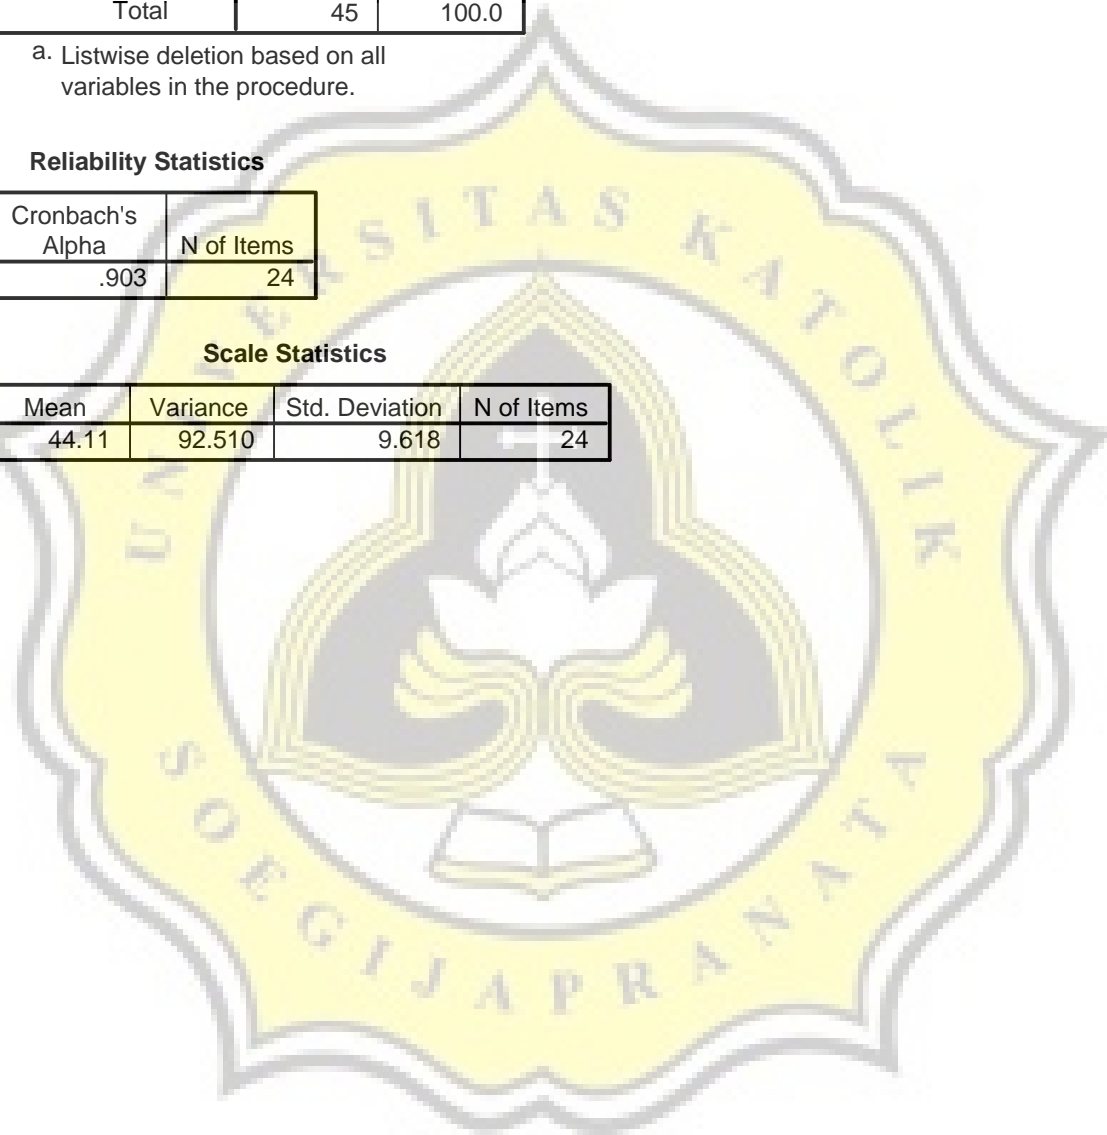 Total 45 100.0
a. Listwise deletion based on all
variables in the procedure.
Reliability Statistics
Cronbach's
Alpha N of Items
.903 24
Scale Statistics
Mean Variance Std. Deviation N of Items
44.11 92.510 9.618 24
UNIVERSITAS KATOLIK
SOEGIJAPRANATA